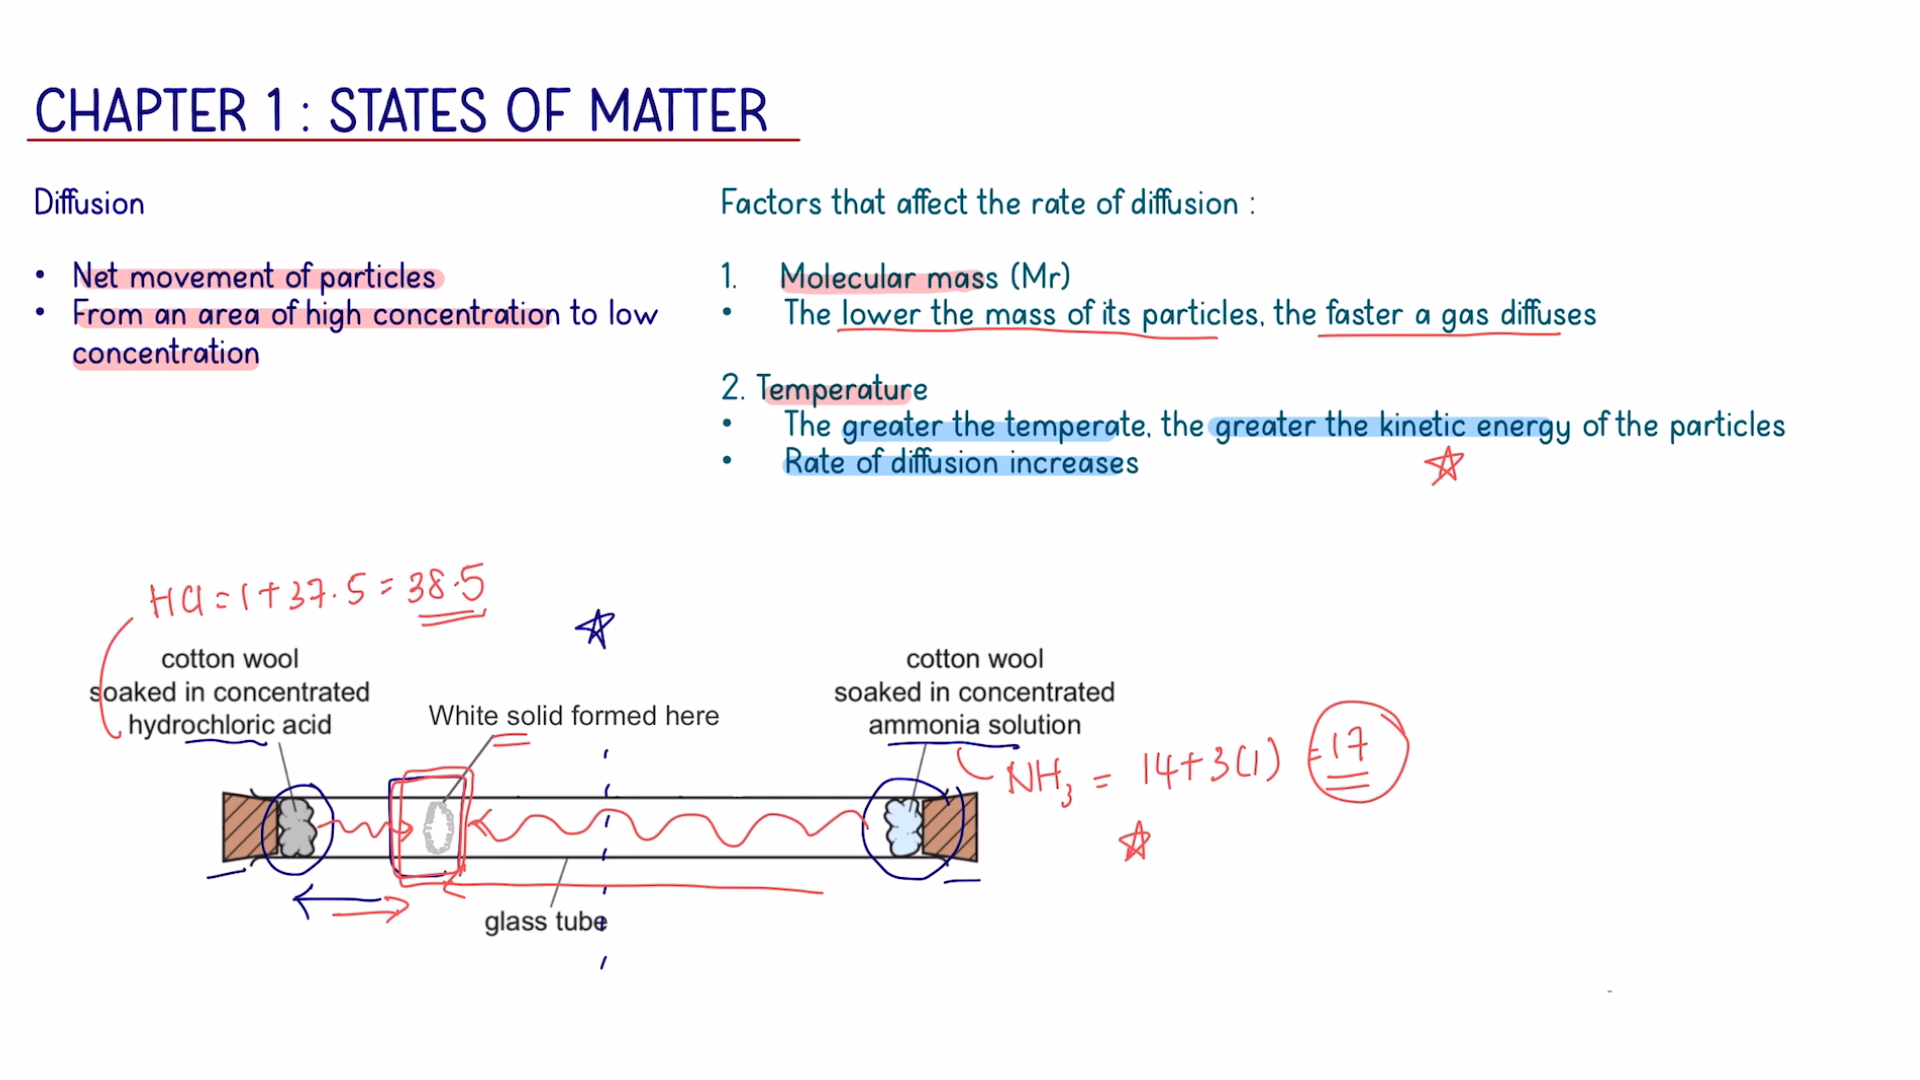 CHAPTER 1 : STATES OF MATTER
Diffusion
• Net movement of particles
• From an area of high concentration to low
concentration
Factors that affect the rate of diffusion :
1. Molecular mass (Mr)
• The lower the mass of its particles, the faster a gas diffuses
2. Temperature
• The greater the temperate, the greater the kinetic energy of the particles
• Rate of diffusion increases
HCl = 1 + 37.5 = 38.5
cotton wool
soaked in concentrated
hydrochloric acid
White solid formed here
cotton wool
soaked in concentrated
ammonia solution
NH₃ = 14+3(1) = 17
glass tube